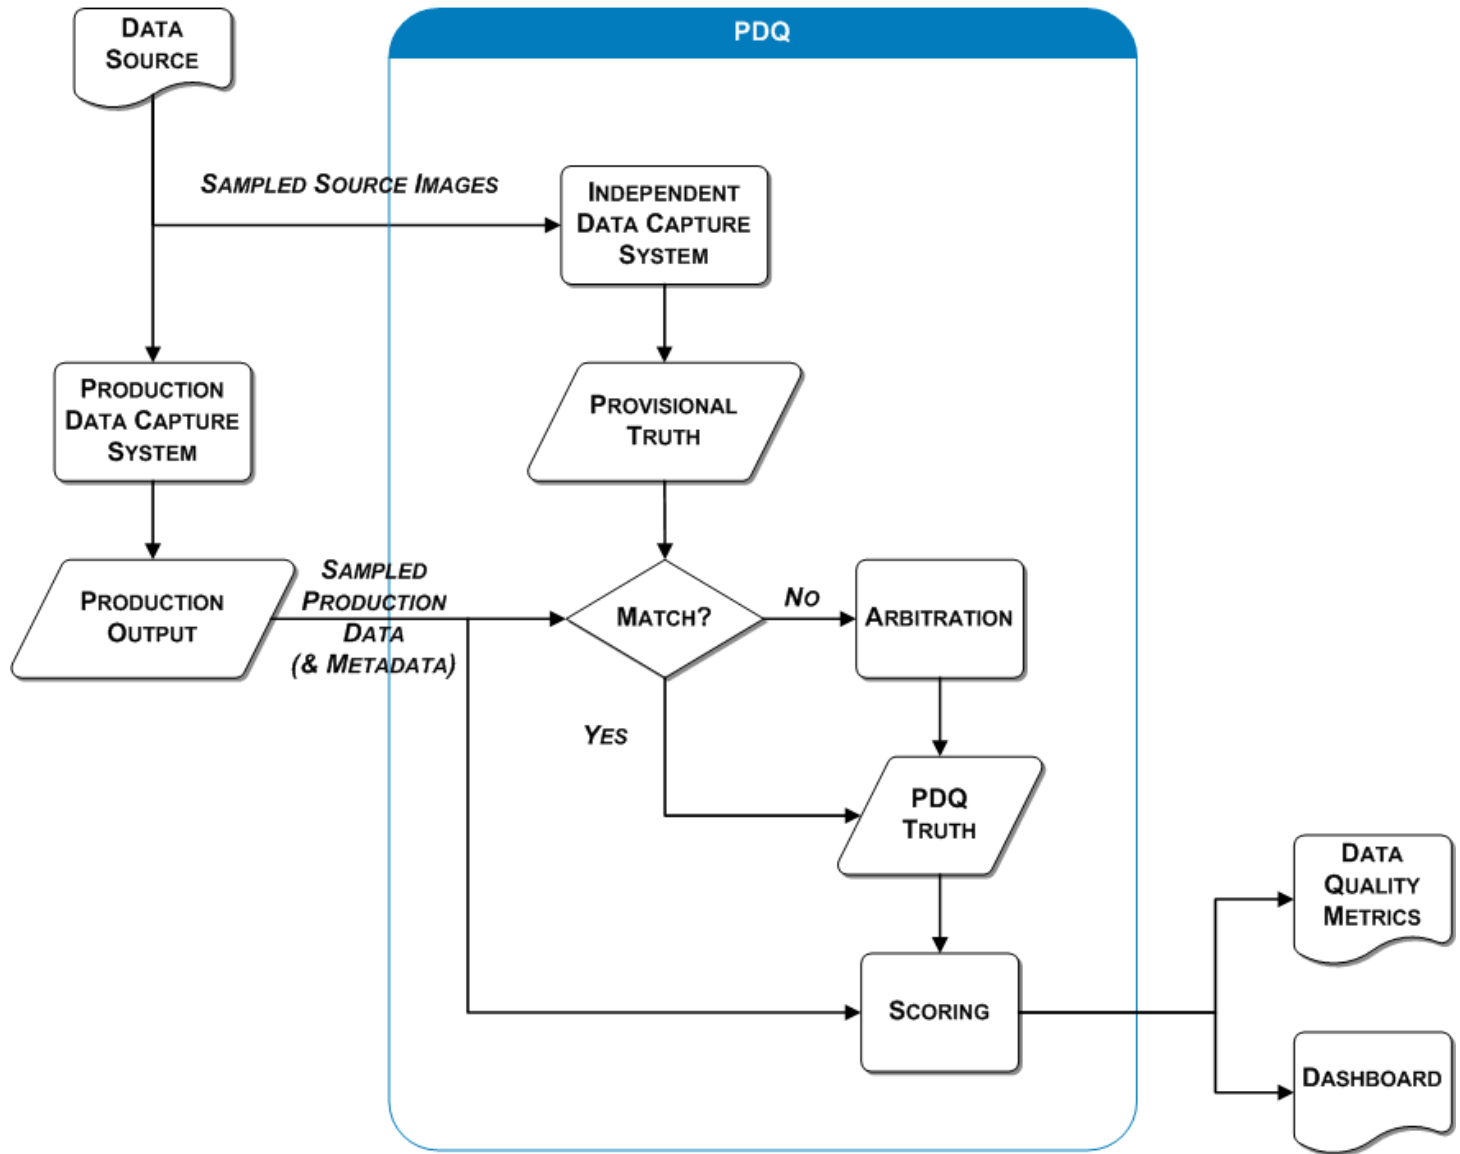 PDQ
DATA
SOURCE
SAMPLED SOURCE IMAGES
INDEPENDENT
DATA CAPTURE
SYSTEM
PRODUCTION
DATA CAPTURE
SYSTEM
PROVISIONAL
TRUTH
PRODUCTION
OUTPUT
SAMPLED
PRODUCTION
DATA
(& METADATA)
MATCH?
NO
ARBITRATION
YES
PDQ
TRUTH
DATA
QUALITY
METRICS
SCORING
DASHBOARD